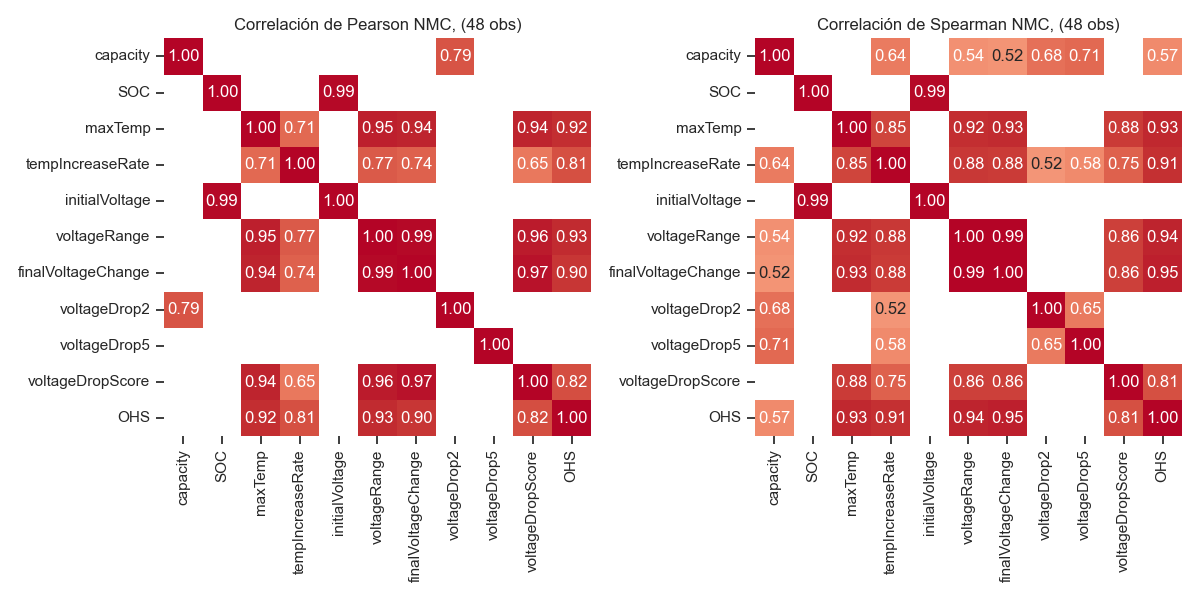 Correlación de Pearson NMC, (48 obs)
capacity 1.00 0.79
SOC 1.00 0.99
maxTemp 1.00 0.71 0.95 0.94 0.94 0.92
tempIncreaseRate 0.71 1.00 0.77 0.74 0.65 0.81
initialVoltage 0.99 1.00
voltageRange 0.95 0.77 1.00 0.99 0.96 0.93
finalVoltageChange 0.94 0.74 0.99 1.00 0.97 0.90
voltageDrop2 0.79 1.00
voltageDrop5 1.00
voltageDropScore 0.94 0.65 0.96 0.97 1.00 0.82
OHS 0.92 0.81 0.93 0.90 0.82 1.00
capacity
SOC
maxTemp
tempIncreaseRate
initialVoltage
voltageRange
finalVoltageChange
voltageDrop2
voltageDrop5
voltageDropScore
OHS
Correlación de Spearman NMC, (48 obs)
capacity 1.00 0.64 0.54 0.52 0.68 0.71 0.57
SOC 1.00 0.99
maxTemp 1.00 0.85 0.92 0.93 0.88 0.93
tempIncreaseRate 0.64 0.85 1.00 0.88 0.88 0.52 0.58 0.75 0.91
initialVoltage 0.99 1.00
voltageRange 0.54 0.92 0.88 1.00 0.99 0.86 0.94
finalVoltageChange 0.52 0.93 0.88 0.99 1.00 0.86 0.95
voltageDrop2 0.68 0.52 1.00 0.65
voltageDrop5 0.71 0.58 0.65 1.00
voltageDropScore 0.88 0.75 0.86 0.86 1.00 0.81
OHS 0.57 0.93 0.91 0.94 0.95 0.81 1.00
capacity
SOC
maxTemp
tempIncreaseRate
initialVoltage
voltageRange
finalVoltageChange
voltageDrop2
voltageDrop5
voltageDropScore
OHS